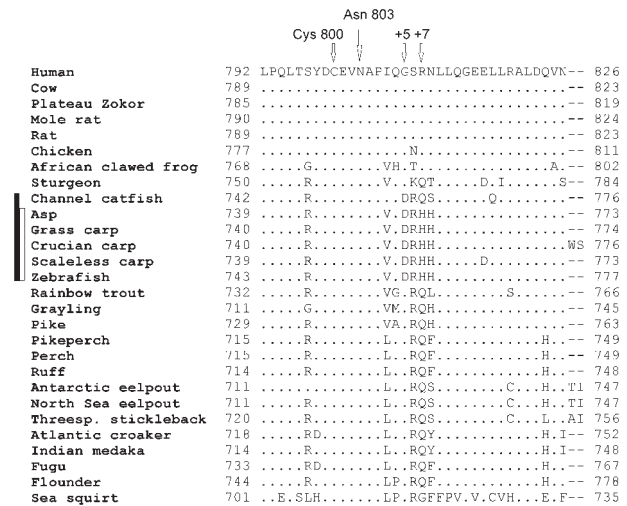 Asn 803
Cys 800 +5 +7
Human 792 LPQLTSYDCEVNAPIQGSRNLLQGEELLRALDQVN-- 826
Cow 789 ...................................-- 823
Plateau Zokor 785 ...................................-- 819
Mole rat 790 ...................................-- 824
Rat 789 ...................................-- 823
Chicken 777 .................N.................-- 811
African clawed frog 768 .....G........VH.T...............A.-- 802
Sturgeon 750 .....R........V..KQT.....D.I......S-- 784
Channel catfish 742 .....R..........DRQS......Q........-- 776
Asp 739 .....R........V.DRHH...............-- 773
Grass carp 740 .....R........V.DRHH...............-- 774
Crucian carp 740 .....R........V.DRHH...............WS 776
Scaleless carp 739 .....R........V.DRHH.....D.........-- 773
Zebrafish 743 .....R........V.DRHH...............-- 777
Rainbow trout 732 .....R........VG.RQL........S......-- 766
Grayling 711 .....G........VM.RQH...............-- 745
Pike 729 .....R........VA.RQH...............-- 763
Pikeperch 715 .....R........L..RQF............H..-- 749
Perch 715 .....R........L..RQF............H..-- 749
Ruff 714 .....R........L..RQF............H..-- 748
Antarctic eelpout 711 ..............L..RQS........C...H..TI 747
North Sea eelpout 711 .....R........L..RQS........C...H..TI 747
Threesp. stickleback 720 .....R........L..RQS........C...L..AI 756
Atlantic croaker 718 .....RD.......L..RQY............H.I-- 752
Indian medaka 714 .....R........L..RQY............H.I-- 748
Fugu 733 .....RD.......L..RQF............H..-- 767
Flounder 744 .....R........LP.RQF............H..-- 778
Sea squirt 701 ..E.SLH.......LP.RGFFPV.V.CVH...E.F-- 735